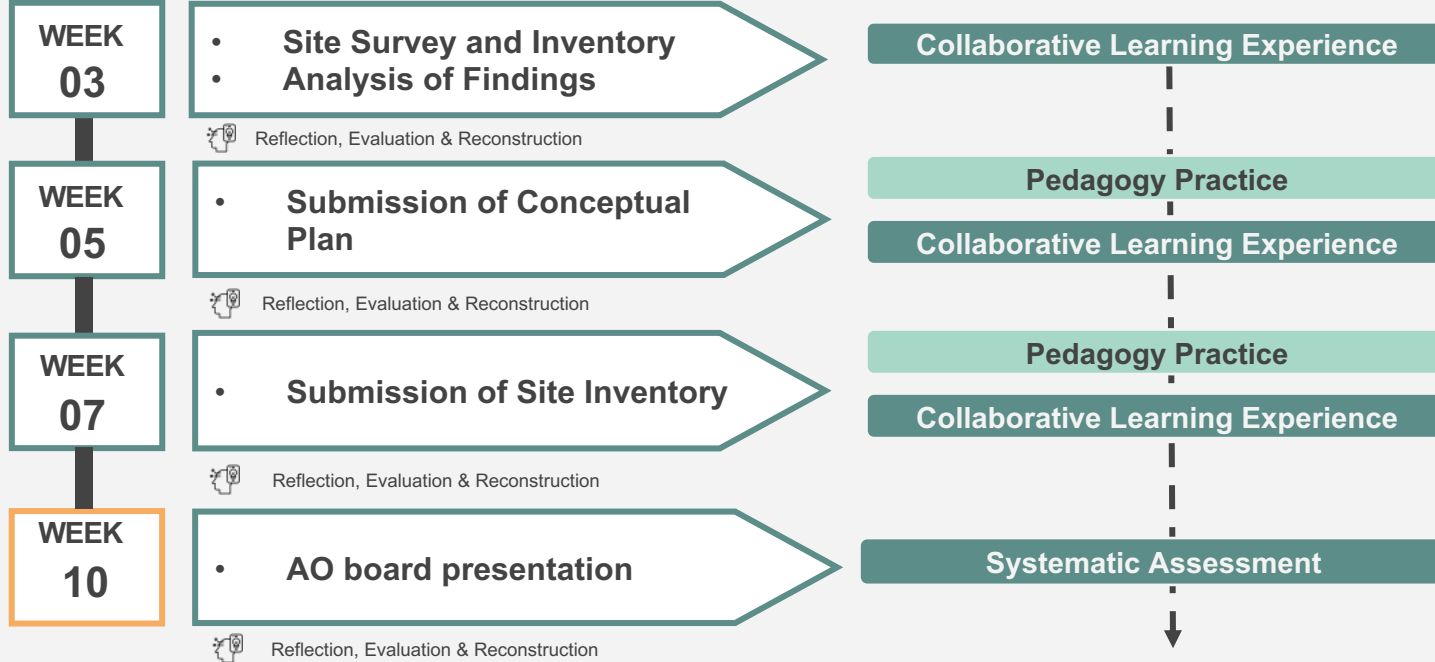 WEEK
03
• Site Survey and Inventory
• Analysis of Findings
Collaborative Learning Experience
Reflection, Evaluation & Reconstruction
WEEK
05
• Submission of Conceptual
Plan
Pedagogy Practice
Collaborative Learning Experience
Reflection, Evaluation & Reconstruction
WEEK
07
• Submission of Site Inventory
Pedagogy Practice
Collaborative Learning Experience
Reflection, Evaluation & Reconstruction
WEEK
10
• AO board presentation
Systematic Assessment
Reflection, Evaluation & Reconstruction